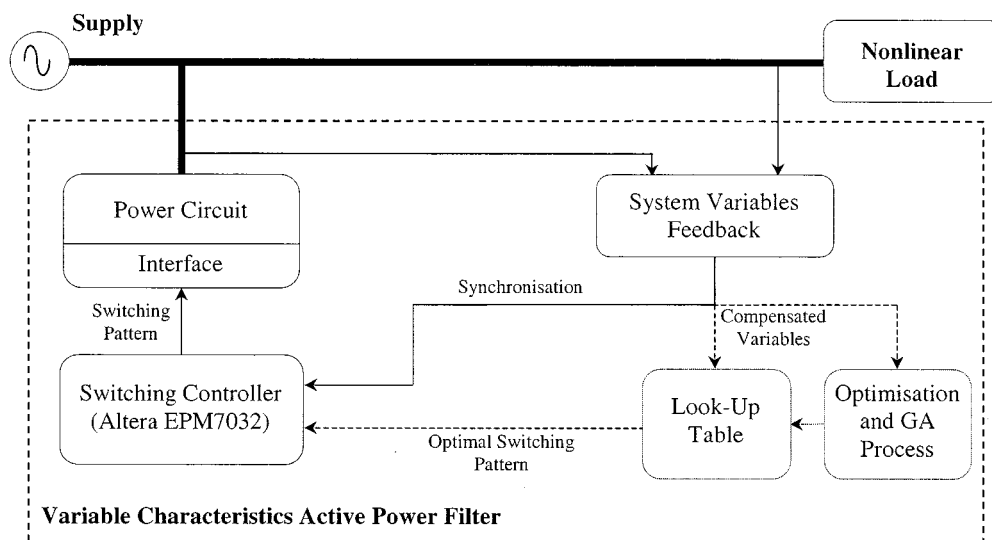 Supply
Nonlinear
Load
Power Circuit
Interface
System Variables
Feedback
Synchronisation
Switching
Pattern
Compensated
Variables
Switching Controller
(Altera EPM7032)
Look-Up
Table
Optimisation
and GA
Process
Optimal Switching
Pattern
Variable Characteristics Active Power Filter